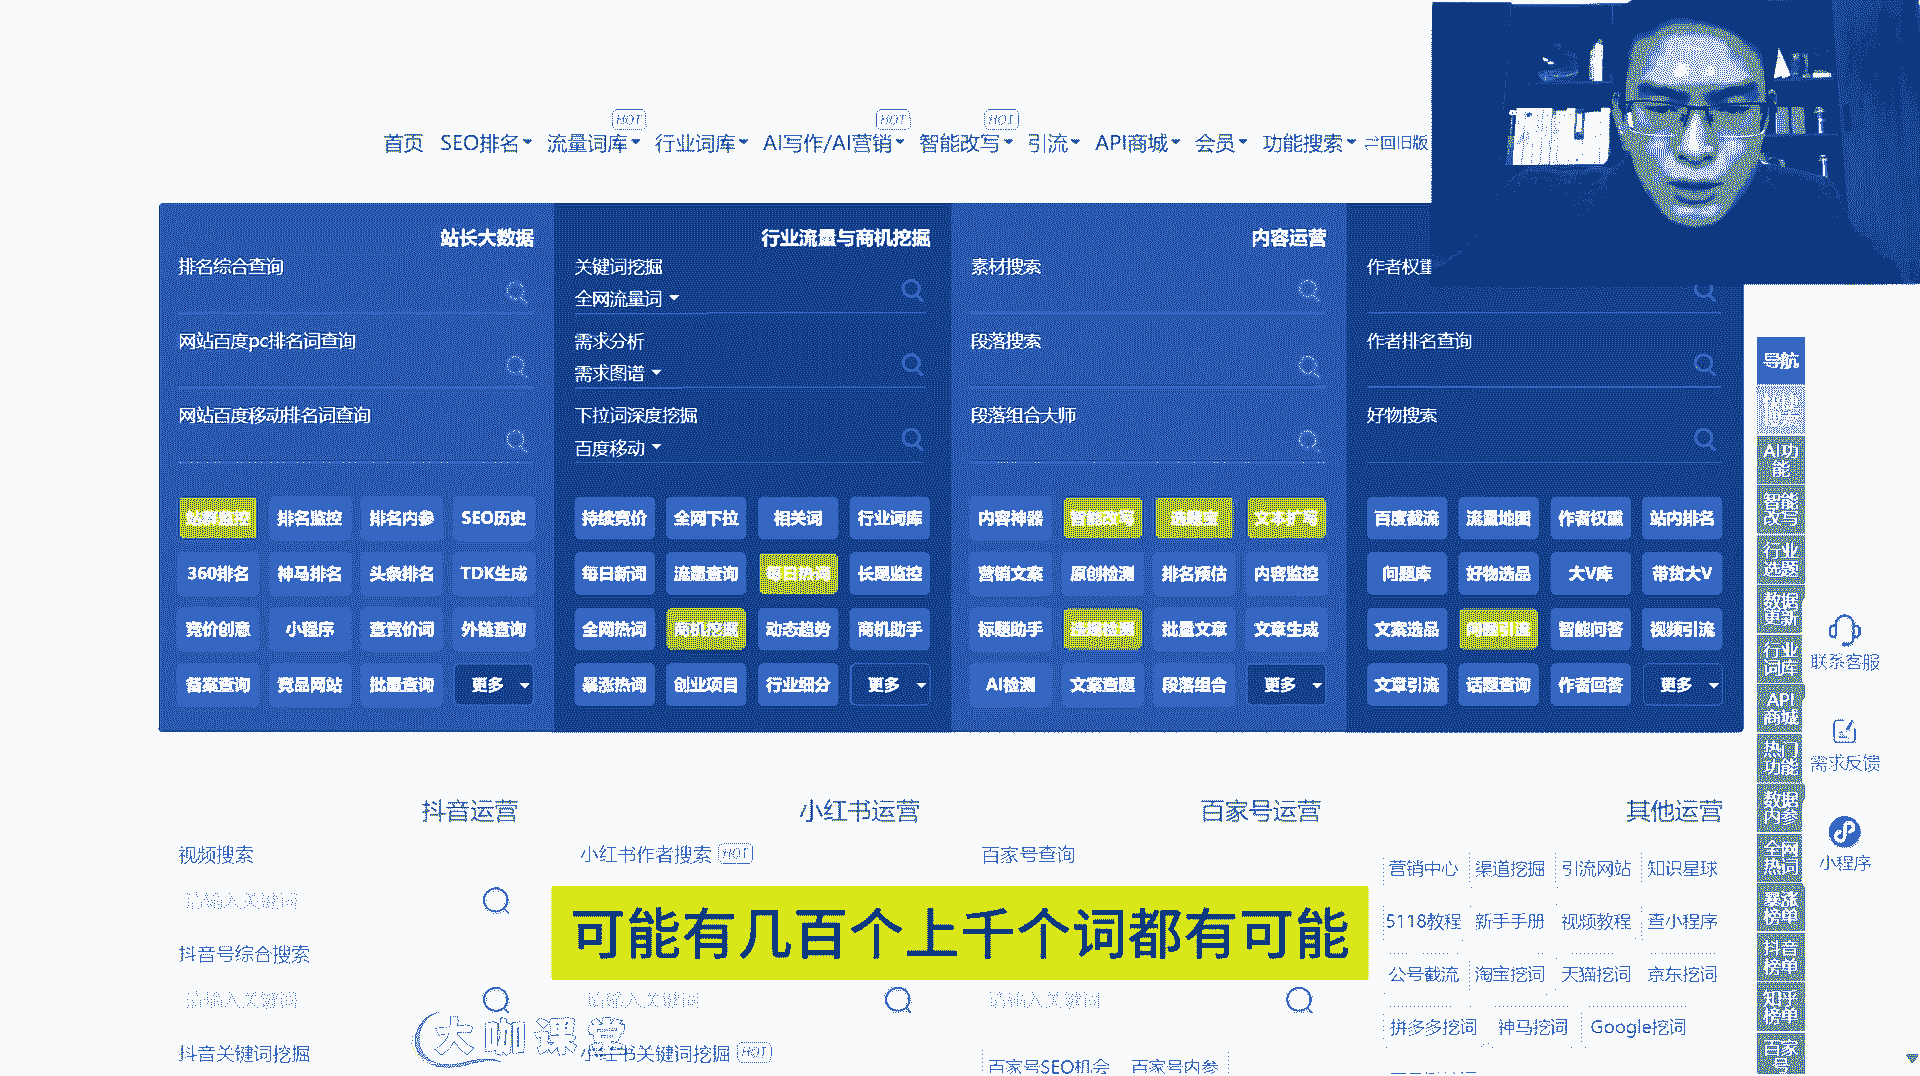 HOT HOT HOT
首页 SEO排名 流量词库 行业词库 AI写作/AI营销 智能改写 引流 API商城 会员 功能搜索 回旧版
站长大数据
排名综合查询
网站百度pc排名词查询
网站百度移动排名词查询
站群监控 排名监控 排名内参 SEO历史
360排名 神马排名 头条排名 TDK生成
竞价创意 小程序 查竞价词 外链查询
备案查询 竞品网站 批量查询 更多
行业流量与商机挖掘
关键词挖掘
全网流量词
需求分析
需求图谱
下拉词深度挖掘
百度移动
持续竞价 全网下拉 相关词 行业词库
每日新词 流量查询 每日热词 长尾监控
全网热词 商机挖掘 动态趋势 商机助手
暴涨热词 创业项目 行业细分 更多
内容运营
素材搜索
段落搜索
段落组合大师
内容神器 智能改写 文本扩写
营销文案 原创检测 排名预估 内容监控
标题助手 违规检测 批量文章 文章生成
AI检测 文章查题 段落组合 更多
作者权重
作者排名查询
好物搜索
百度截流 流量地图 作者权重 站内排名
问题库 好物选品 大V库 带货大V
文案选品 问题引流 智能问答 视频引流
文章引流 话题查询 作者回答 更多
导航
AI功能
智能改写
行业选题
数据更新
行业词库
API商城
热门功能
数据内参
全网热词
暴涨榜单
抖音榜单
知乎榜单
百家号
联系客服
需求反馈
小程序
抖音运营
视频搜索
请输入关键词
抖音号综合搜索
请输入关键词
抖音关键词挖掘
小红书运营
小红书作者搜索 HOT
请输入关键词
小红书关键词挖掘 HOT
百家号运营
百家号查询
请输入关键词
百家号SEO机会 百家号内参
其他运营
营销中心 渠道挖掘 引流网站 知识星球
5118教程 新手手册 视频教程 查小程序
公号截流 淘宝挖词 天猫挖词 京东挖词
拼多多挖词 神马挖词 Google挖词
可能有几百个上千个词都有可能
大咖课堂